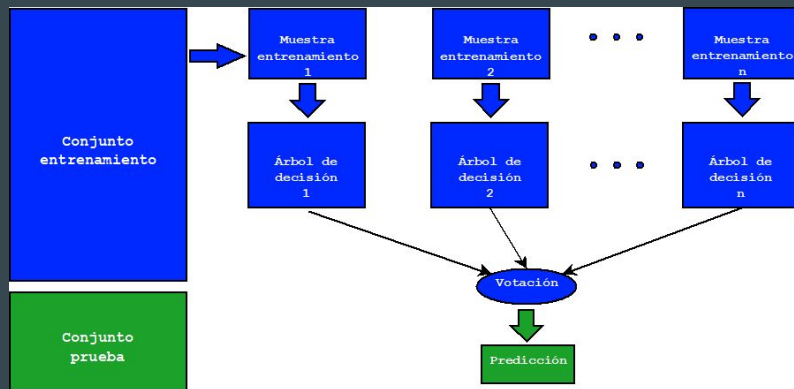 Conjunto
entrenamiento
Muestra
entrenamiento
1
Muestra
entrenamiento
2
Muestra
entrenamiento
n
Árbol de
decisión
1
Árbol de
decisión
2
Árbol de
decisión
n
Votación
Conjunto
prueba
Predicción